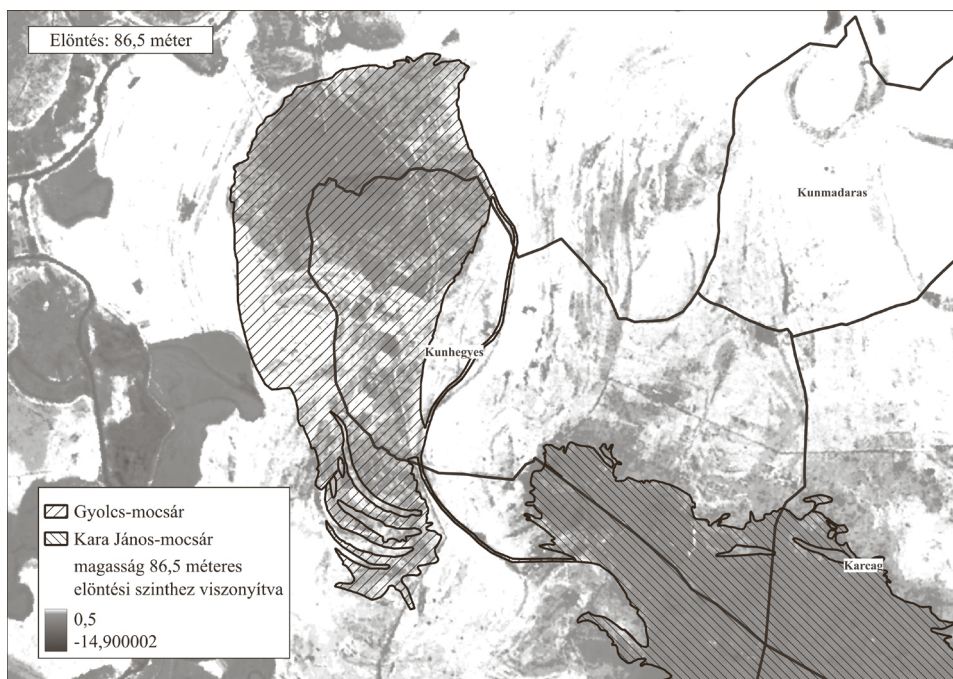 Elöntés: 86,5 méter
Kunmadaras
Kunhegyes
Karcag
Gyolcs-mocsár
Kara János-mocsár
magasság 86,5 méteres
elöntési szinthez viszonyítva
0,5
-14,900002